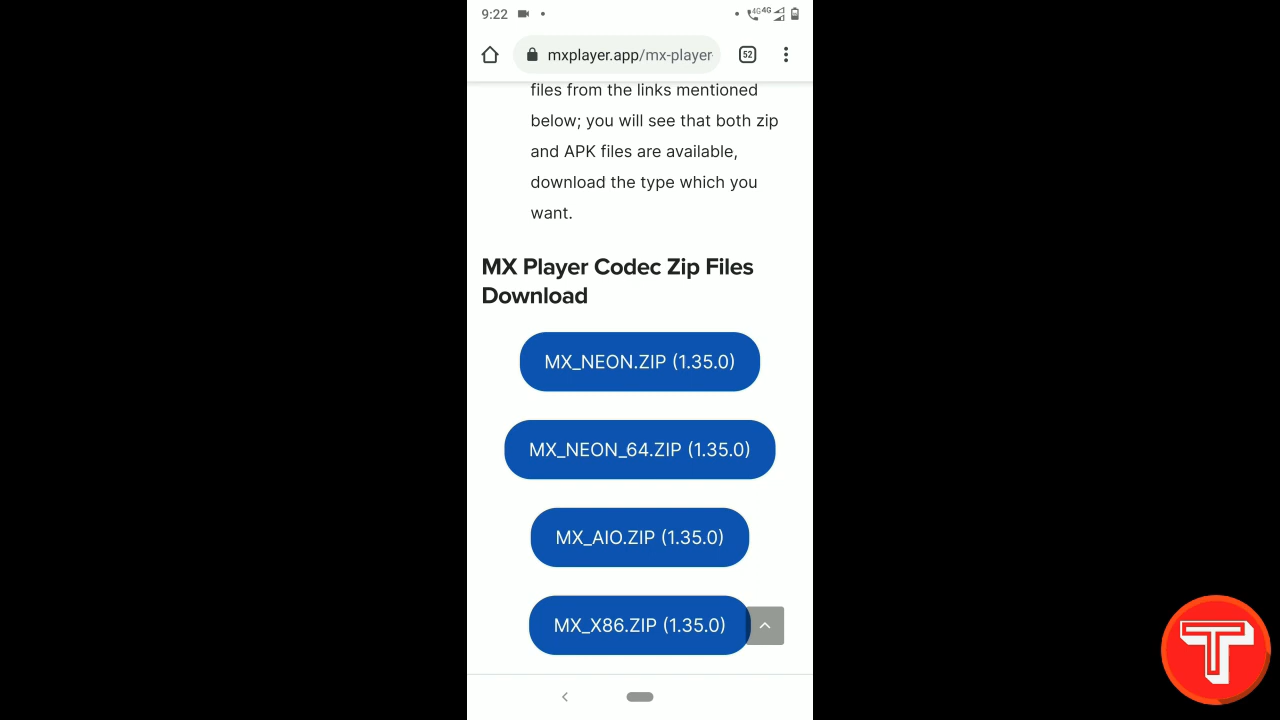 9:22
4G 4G
mxplayer.app/mx-player
52
files from the links mentioned
below; you will see that both zip
and APK files are available,
download the type which you
want.
MX Player Codec Zip Files
Download
MX_NEON.ZIP (1.35.0)
MX_NEON_64.ZIP (1.35.0)
MX_AIO.ZIP (1.35.0)
MX_X86.ZIP (1.35.0)
T